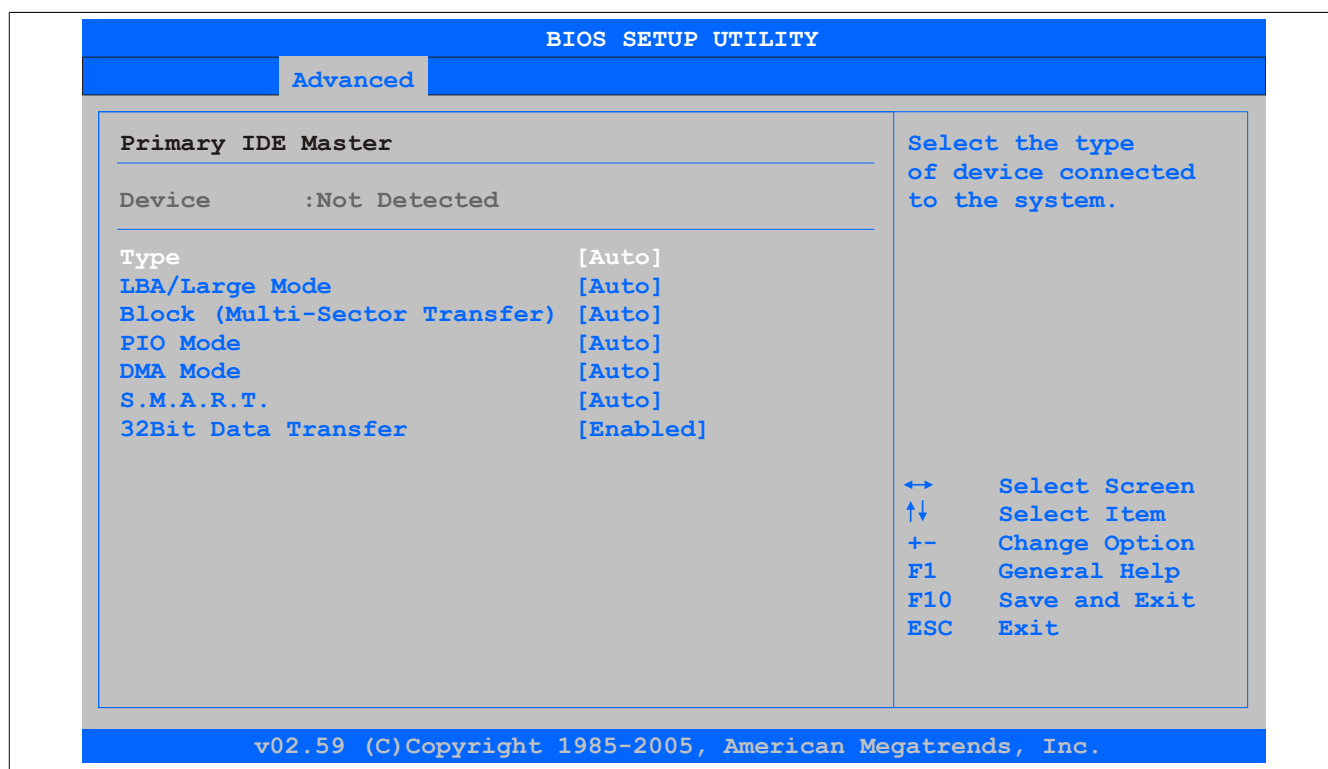 BIOS SETUP UTILITY
Advanced
Primary IDE Master
Device :Not Detected
Type [Auto]
LBA/Large Mode [Auto]
Block (Multi-Sector Transfer) [Auto]
PIO Mode [Auto]
DMA Mode [Auto]
S.M.A.R.T. [Auto]
32Bit Data Transfer [Enabled]
Select the type
of device connected
to the system.
↔ Select Screen
↑↓ Select Item
+- Change Option
F1 General Help
F10 Save and Exit
ESC Exit
v02.59 (C)Copyright 1985-2005, American Megatrends, Inc.